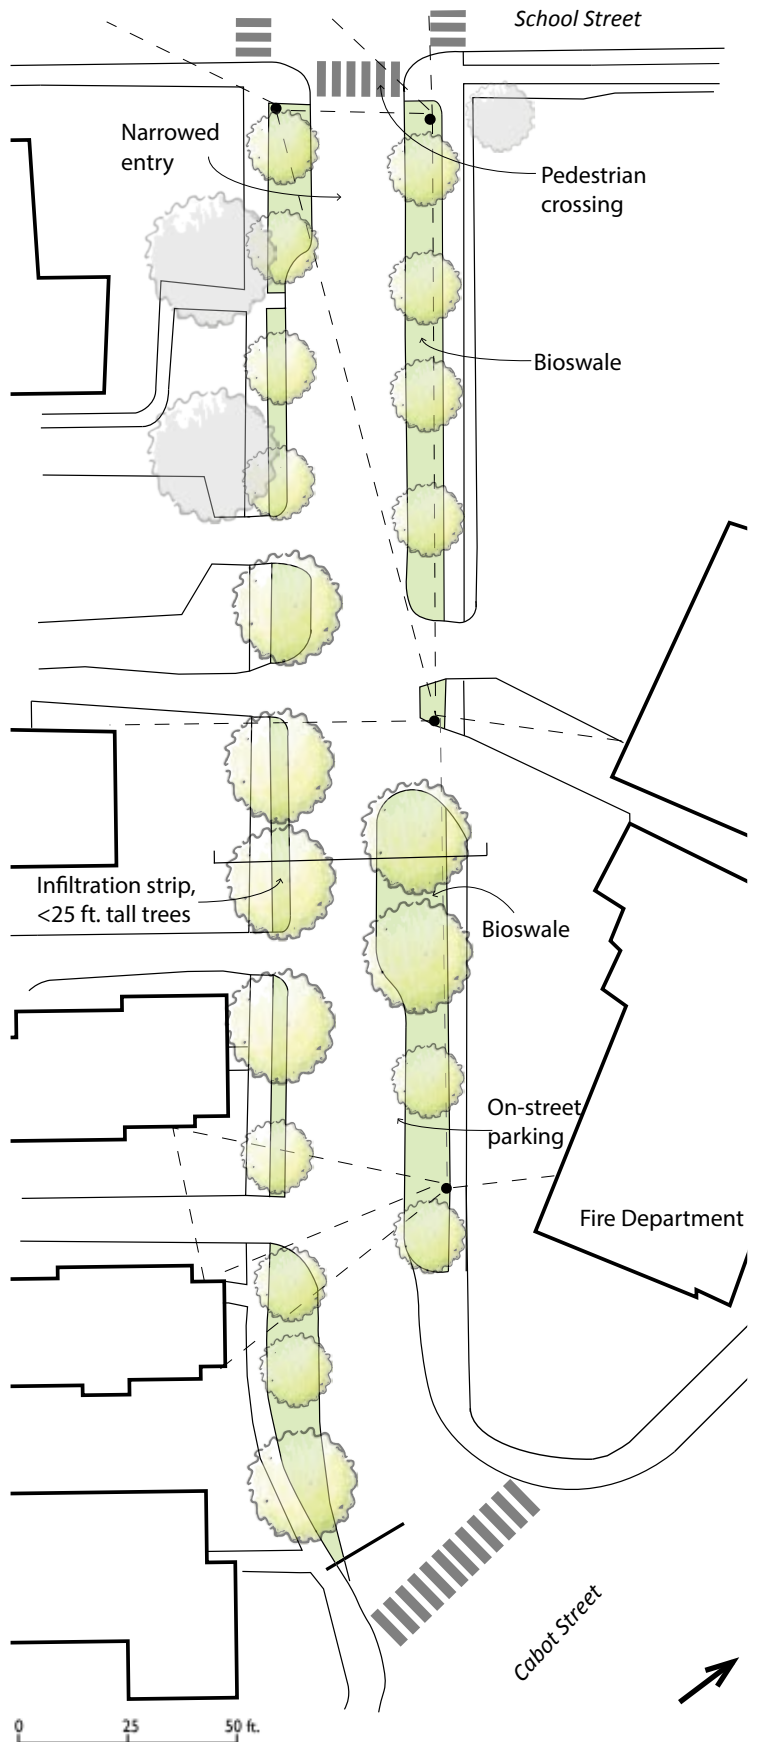 School Street
Narrowed
entry
Pedestrian
crossing
Bioswale
Infiltration strip,
<25 ft. tall trees
Bioswale
On-street
parking
Fire Department
Cabot Street
0 25 50 ft.